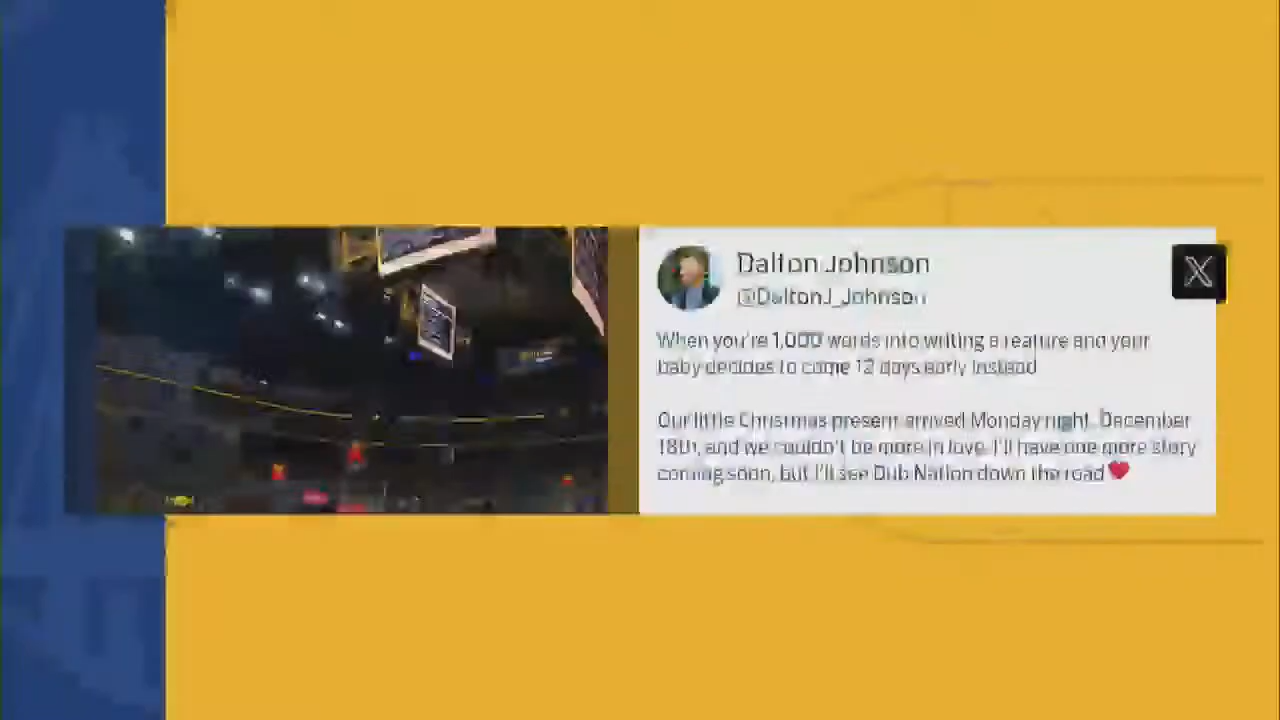 Dalton Johnson
@DaltonJ_Johnson
When you're 1,000 words into writing a feature and your
baby decides to come 12 days early instead
Our little Christmas present arrived Monday night, December
18th, and we couldn't be more in love. I'll have one more story
coming soon, but I'll see Dub Nation down the road